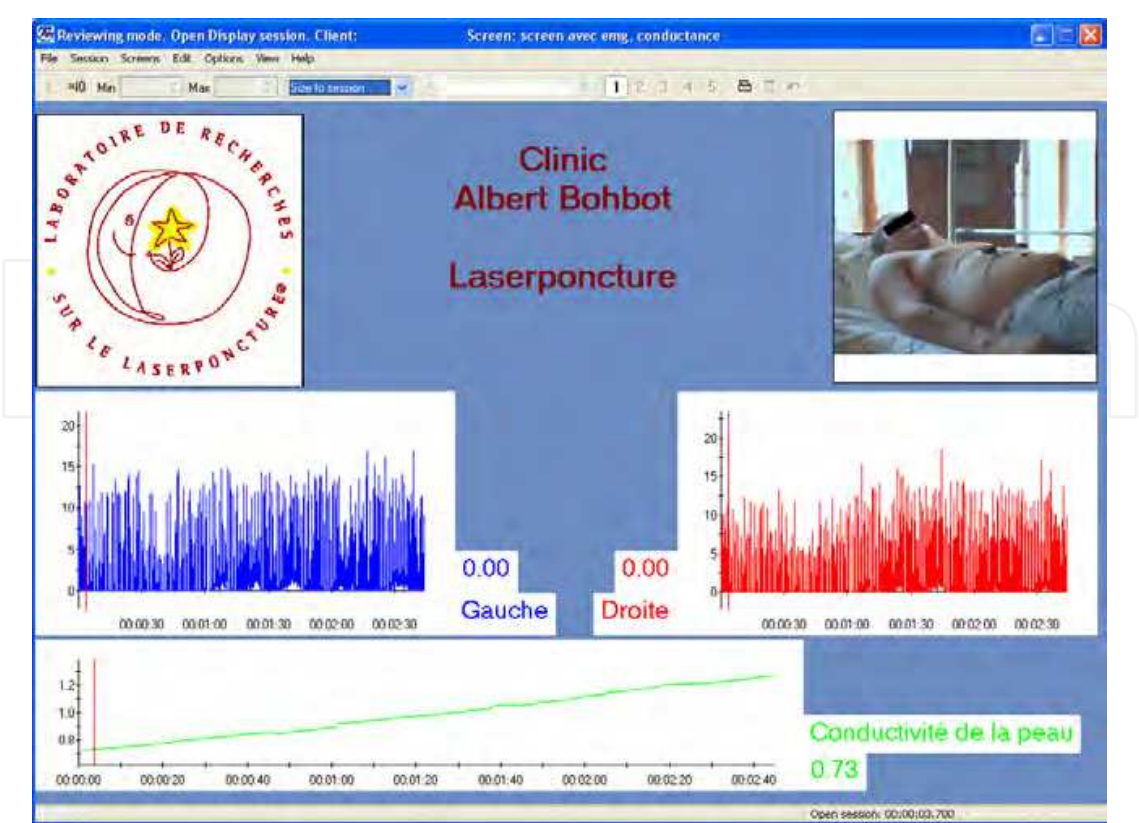 Reviewing mode. Open Display session. Client: Screen: screen avec emg, conductance
File Session Screens Edit Options View Help
Min Max Size to session 1 2 3 4 5
LABORATOIRE DE RECHERCHES
SUR LE LASERPONCTURE®
Clinic
Albert Bohbot
Laserponcture
20
15
10
5
0
00:00:30 00:01:00 00:01:30 00:02:00 00:02:30
0.00
Gauche
20
15
10
5
0
00:00:30 00:01:00 00:01:30 00:02:00 00:02:30
0.00
Droite
1.2
1.0
0.8
00:00:00 00:00:20 00:00:40 00:01:00 00:01:20 00:01:40 00:02:00 00:02:20 00:02:40
Conductivité de la peau
0.73
Open session: 00:00:03.700